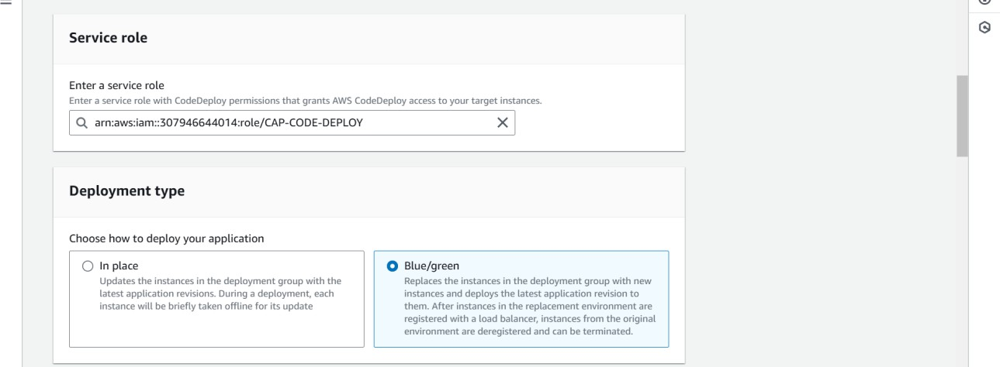 Service role
Enter a service role
Enter a service role with CodeDeploy permissions that grants AWS CodeDeploy access to your target instances.
arn:aws:iam::307946644014:role/CAP-CODE-DEPLOY
Deployment type
Choose how to deploy your application
In place
Updates the instances in the deployment group with the
latest application revisions. During a deployment, each
instance will be briefly taken offline for its update
Blue/green
Replaces the instances in the deployment group with new
instances and deploys the latest application revision to
them. After instances in the replacement environment are
registered with a load balancer, instances from the original
environment are deregistered and can be terminated.